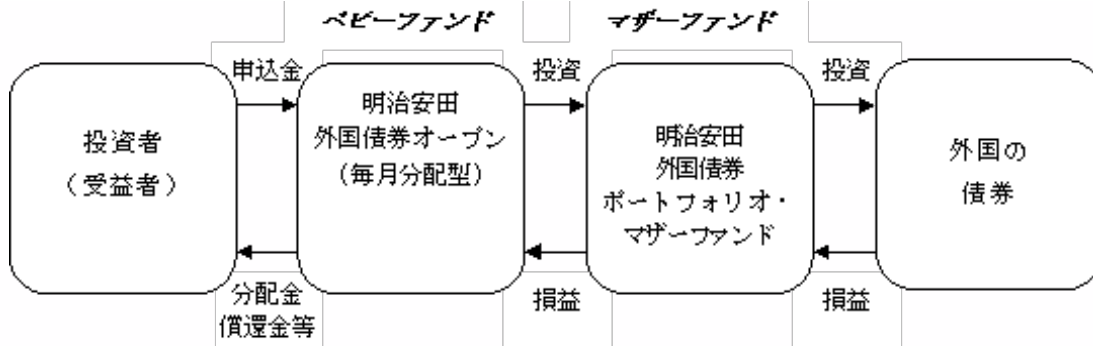 ベビーファンド
マザーファンド
申込金
投資
投資
投資者
（受益者）
明治安田
外国債券オープン
（毎月分配型）
明治安田
外国債券
ポートフォリオ・
マザーファンド
外国の
債券
分配金
償還金等
損益
損益